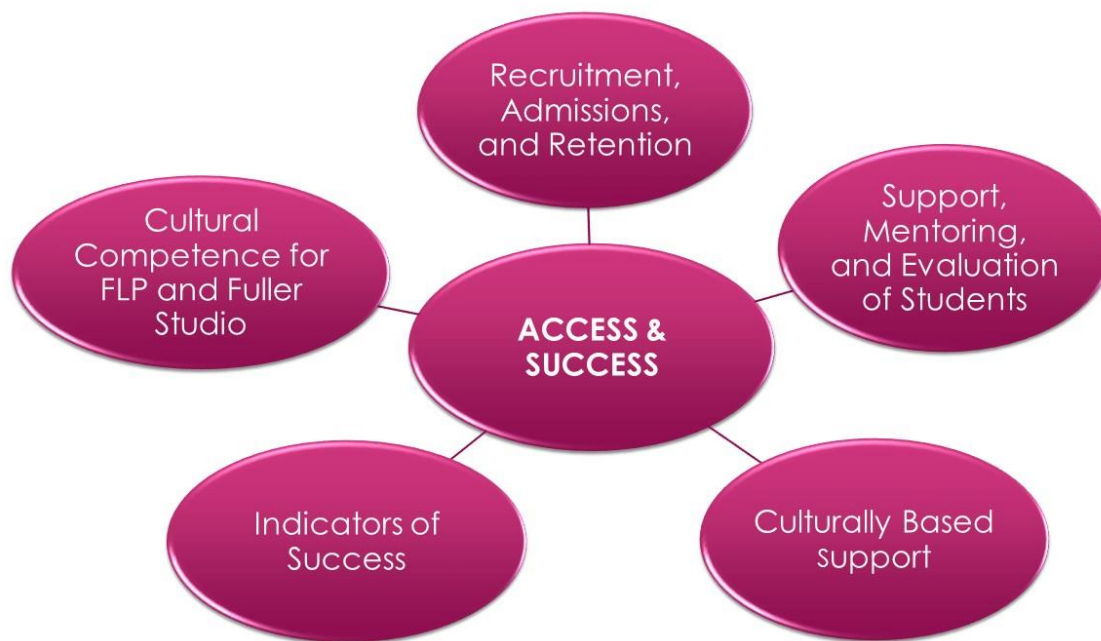 Recruitment,
Admissions,
and Retention
Support,
Mentoring,
and Evaluation
of Students
Cultural
Competence for
FLP and Fuller
Studio
ACCESS &
SUCCESS
Indicators of
Success
Culturally Based
support